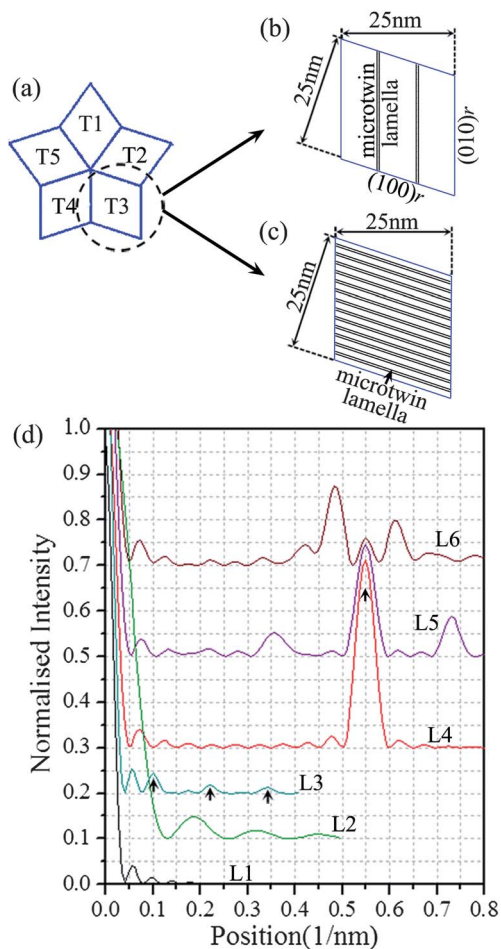 (a)
T1
T2
T3
T4
T5
(b)
25nm
25nm
microtwin
lamella
(010)r
(100)r
(c)
25nm
25nm
microtwin
lamella
(d)
Normalised Intensity
1.0
0.9
0.8
0.7
0.6
0.5
0.4
0.3
0.2
0.1
0.0
L6
L5
L4
L3
L2
L1
0.0 0.1 0.2 0.3 0.4 0.5 0.6 0.7 0.8
Position(1/nm)